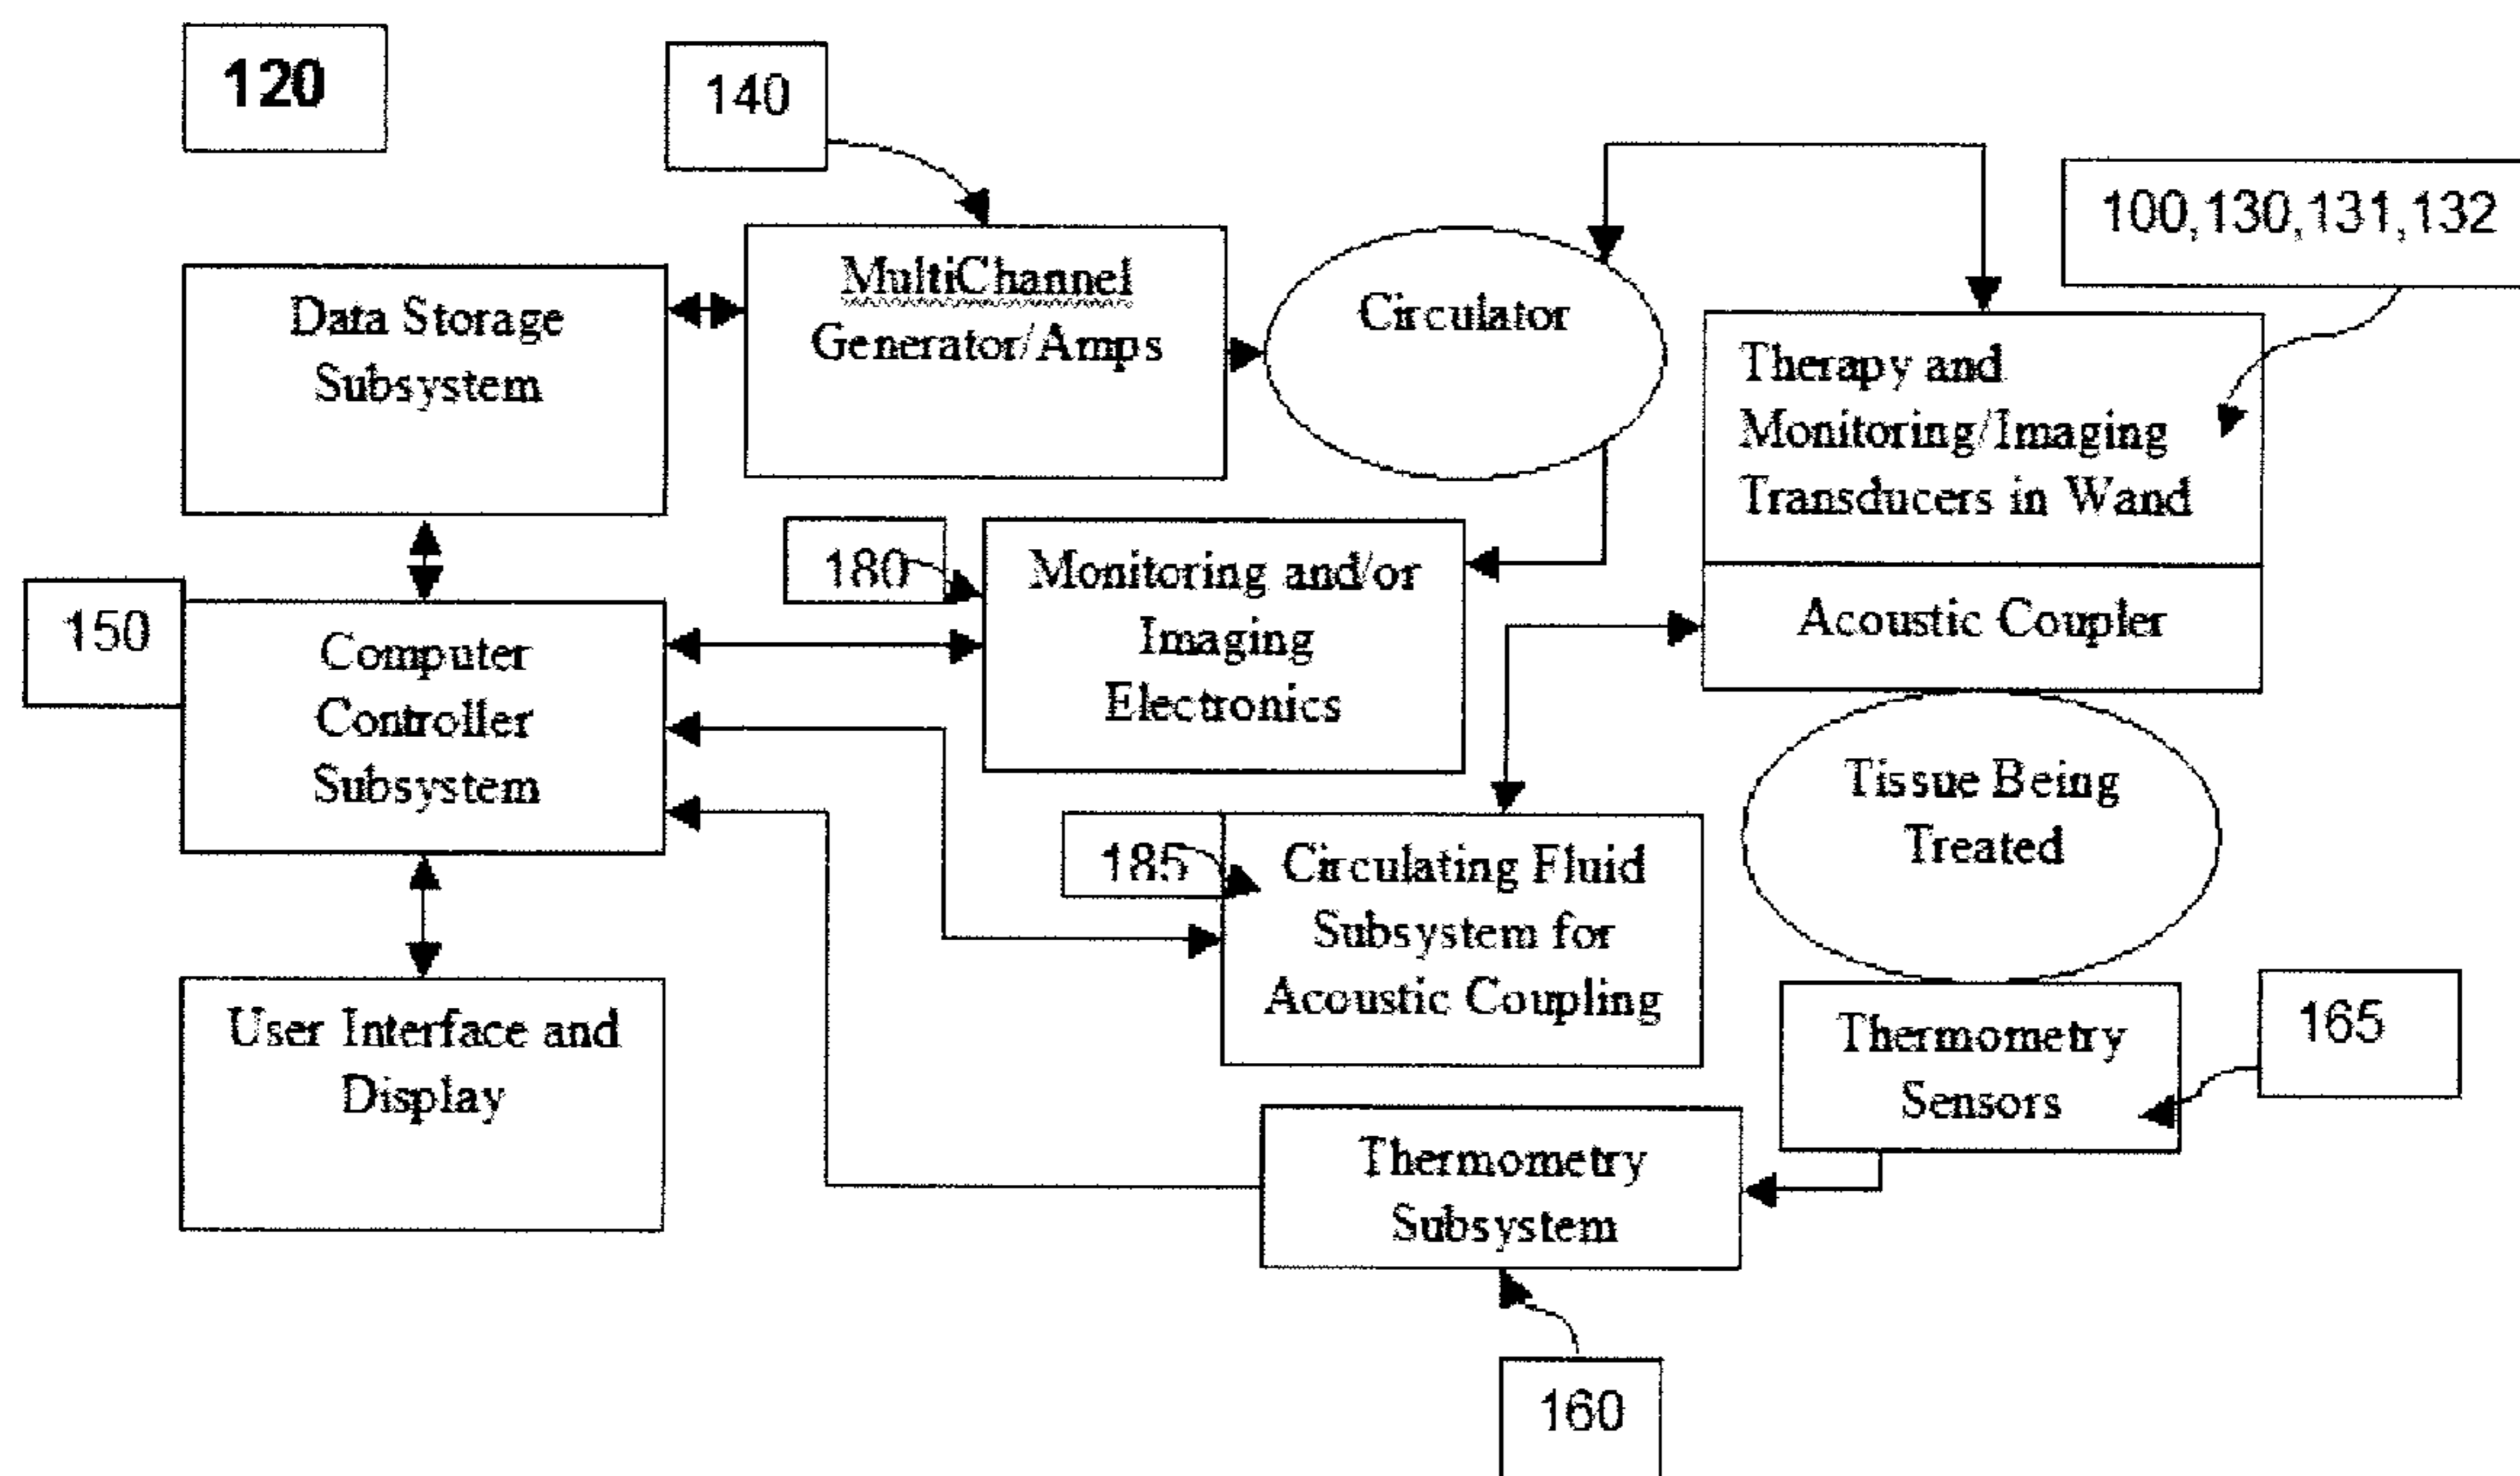 120
140
100,130,131,132
Data Storage
Subsystem
MultiChannel
Generator/Amps
Circulator
Therapy and
Monitoring/Imaging
Transducers in Wand
Acoustic Coupler
180
Monitoring and/or
Imaging
Electronics
150
Computer
Controller
Subsystem
Tissue Being
Treated
185
Circulating Fluid
Subsystem for
Acoustic Coupling
User Interface and
Display
Thermometry
Sensors
165
Thermometry
Subsystem
160